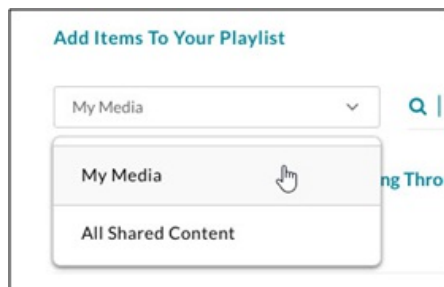 Add Items To Your Playlist
My Media
My Media
ng Thro
All Shared Content